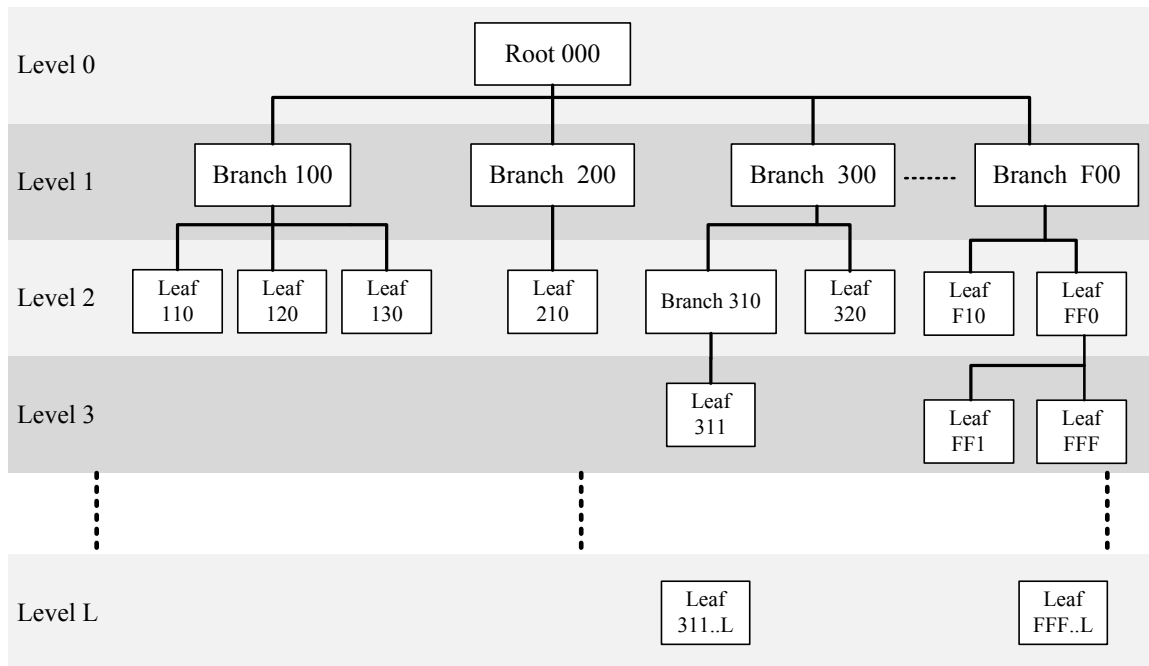 Level 0
Root 000
Level 1
Branch 100
Branch 200
Branch 300
Branch F00
Level 2
Leaf
110
Leaf
120
Leaf
130
Leaf
210
Branch 310
Leaf
320
Leaf
F10
Leaf
FF0
Level 3
Leaf
311
Leaf
FF1
Leaf
FFF
Level L
Leaf
311..L
Leaf
FFF..L